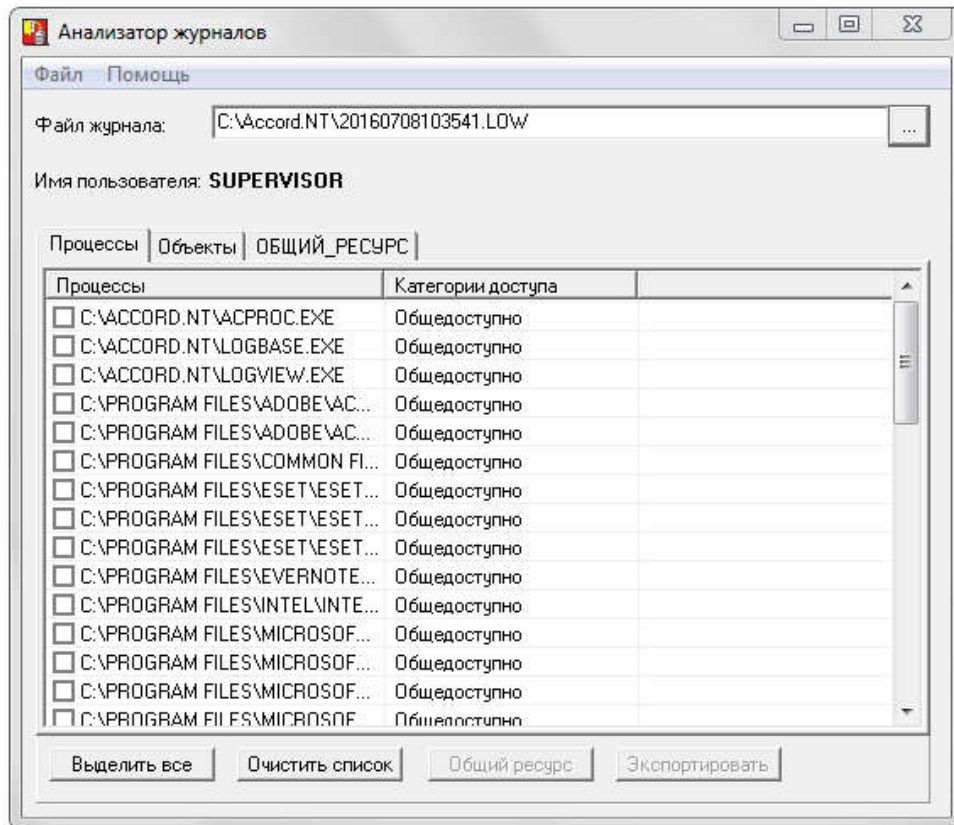 Анализатор журналов
Файл Помощь
Файл журнала: C:\Accord.NT\20160708103541.LOW ...
Имя пользователя: SUPERVISOR
Процессы Объекты ОБЩИЙ_РЕСУРС
Процессы Категории доступа
C:\ACCORD.NT\ACPROC.EXE Общедоступно
C:\ACCORD.NT\LOGBASE.EXE Общедоступно
C:\ACCORD.NT\LOGVIEW.EXE Общедоступно
C:\PROGRAM FILES\ADOBE\AC... Общедоступно
C:\PROGRAM FILES\ADOBE\AC... Общедоступно
C:\PROGRAM FILES\COMMON FI... Общедоступно
C:\PROGRAM FILES\ESET\ESET... Общедоступно
C:\PROGRAM FILES\ESET\ESET... Общедоступно
C:\PROGRAM FILES\ESET\ESET... Общедоступно
C:\PROGRAM FILES\EVERNOTE... Общедоступно
C:\PROGRAM FILES\INTEL\INTE... Общедоступно
C:\PROGRAM FILES\MICROSOF... Общедоступно
C:\PROGRAM FILES\MICROSOF... Общедоступно
C:\PROGRAM FILES\MICROSOF... Общедоступно
C:\PROGRAM FILES\MICROSOF... Общедоступно
Выделить все Очистить список Общий ресурс Экспортировать